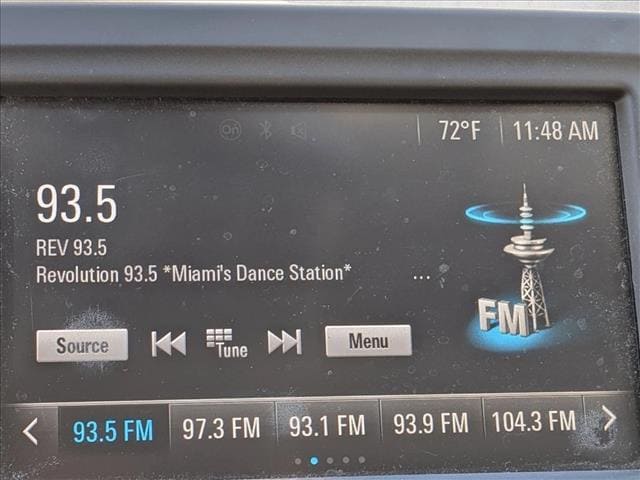 On
72°F
11:48 AM
93.5
REV 93.5
Revolution 93.5 *Miami's Dance Station* ...
FM
Source
Tune
Menu
93.5 FM
97.3 FM
93.1 FM
93.9 FM
104.3 FM